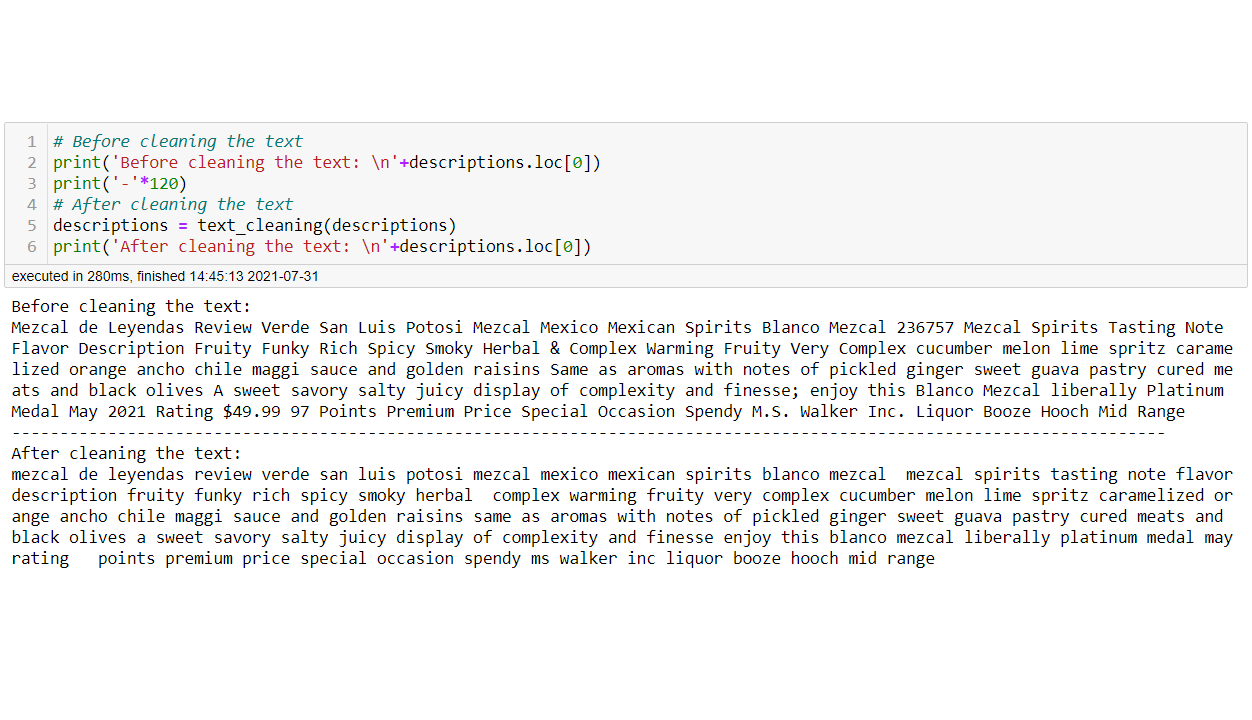 1 # Before cleaning the text
2 print('Before cleaning the text: \n'+descriptions.loc[0])
3 print('-'*120)
4 # After cleaning the text
5 descriptions = text_cleaning(descriptions)
6 print('After cleaning the text: \n'+descriptions.loc[0])
executed in 280ms, finished 14:45:13 2021-07-31
Before cleaning the text:
Mezcal de Leyendas Review Verde San Luis Potosi Mezcal Mexico Mexican Spirits Blanco Mezcal 236757 Mezcal Spirits Tasting Note
Flavor Description Fruity Funky Rich Spicy Smoky Herbal & Complex Warming Fruity Very Complex cucumber melon lime spritz carame
lized orange ancho chile maggi sauce and golden raisins Same as aromas with notes of pickled ginger sweet guava pastry cured me
ats and black olives A sweet savory salty juicy display of complexity and finesse; enjoy this Blanco Mezcal liberally Platinum
Medal May 2021 Rating $49.99 97 Points Premium Price Special Occasion Spendy M.S. Walker Inc. Liquor Booze Hooch Mid Range
------------------------------------------------------------------------------------------------------------------------
After cleaning the text:
mezcal de leyendas review verde san luis potosi mezcal mexico mexican spirits blanco mezcal  mezcal spirits tasting note flavor
description fruity funky rich spicy smoky herbal  complex warming fruity very complex cucumber melon lime spritz caramelized or
ange ancho chile maggi sauce and golden raisins same as aromas with notes of pickled ginger sweet guava pastry cured meats and
black olives a sweet savory salty juicy display of complexity and finesse enjoy this blanco mezcal liberally platinum medal may
rating   points premium price special occasion spendy ms walker inc liquor booze hooch mid range